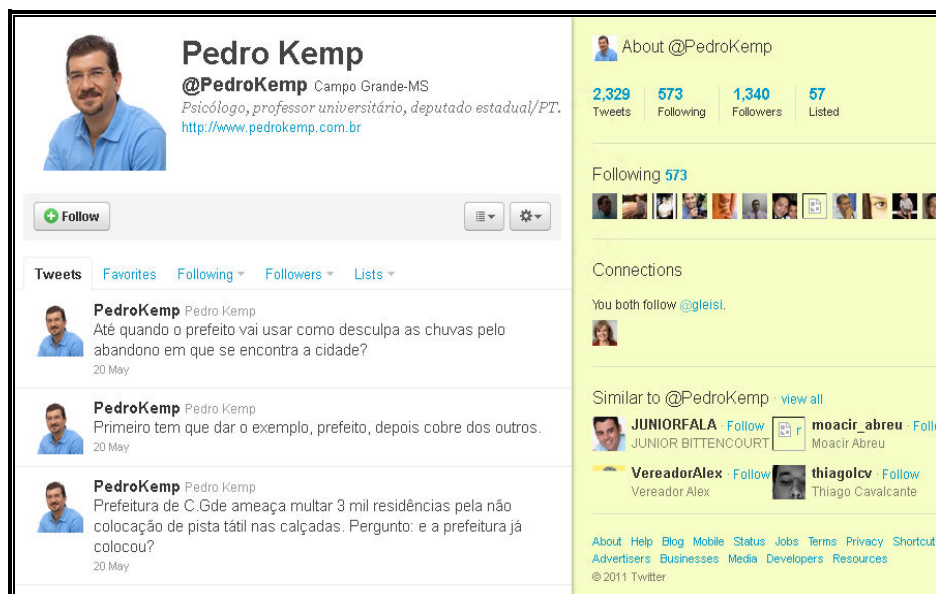 Pedro Kemp
@PedroKemp Campo Grande-MS
Psicólogo, professor universitário, deputado estadual/PT.
http://www.pedrokemp.com.br
Follow
Tweets Favorites Following Followers Lists
PedroKemp Pedro Kemp
Até quando o prefeito vai usar como desculpa as chuvas pelo
abandono em que se encontra a cidade?
20 May
PedroKemp Pedro Kemp
Primeiro tem que dar o exemplo, prefeito, depois cobre dos outros.
20 May
PedroKemp Pedro Kemp
Prefeitura de C.Gde ameaça multar 3 mil residências pela não
colocação de pista tátil nas calçadas. Pergunto: e a prefeitura já
colocou?
20 May
About @PedroKemp
2,329 573 1,340 57
Tweets Following Followers Listed
Following 573
Connections
You both follow @gleisi.
Similar to @PedroKemp · view all
JUNIORFALA · Follow
JUNIOR BITTENCOURT
r
moacir_abreu · Follo
Moacir Abreu
VereadorAlex · Follow
Vereador Alex
thiagolcv · Follow
Thiago Cavalcante
About Help Blog Mobile Status Jobs Terms Privacy Shortcut
Advertisers Businesses Media Developers Resources
© 2011 Twitter